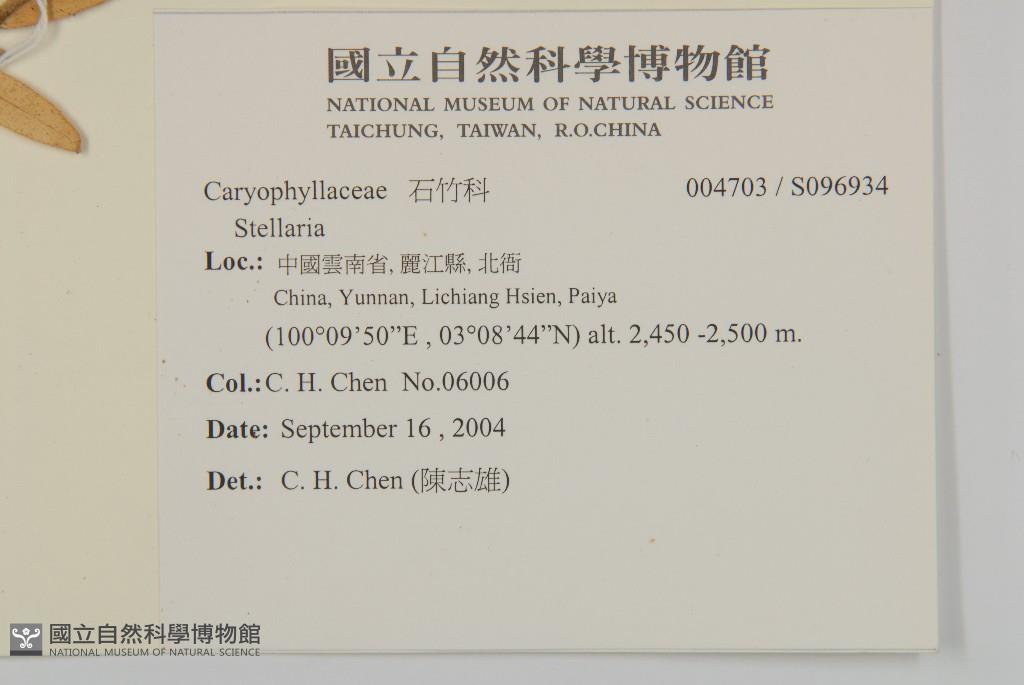 國立自然科學博物館
NATIONAL MUSEUM OF NATURAL SCIENCE
TAICHUNG, TAIWAN, R.O.CHINA
Caryophyllaceae 石竹科 004703 / S096934
Stellaria
Loc.: 中國雲南省, 麗江縣, 北衙
China, Yunnan, Lichiang Hsien, Paiya
(100°09’50”E , 03°08’44”N) alt. 2,450 -2,500 m.
Col.: C. H. Chen No.06006
Date: September 16 , 2004
Det.: C. H. Chen (陳志雄)
國立自然科學博物館
NATIONAL MUSEUM OF NATURAL SCIENCE